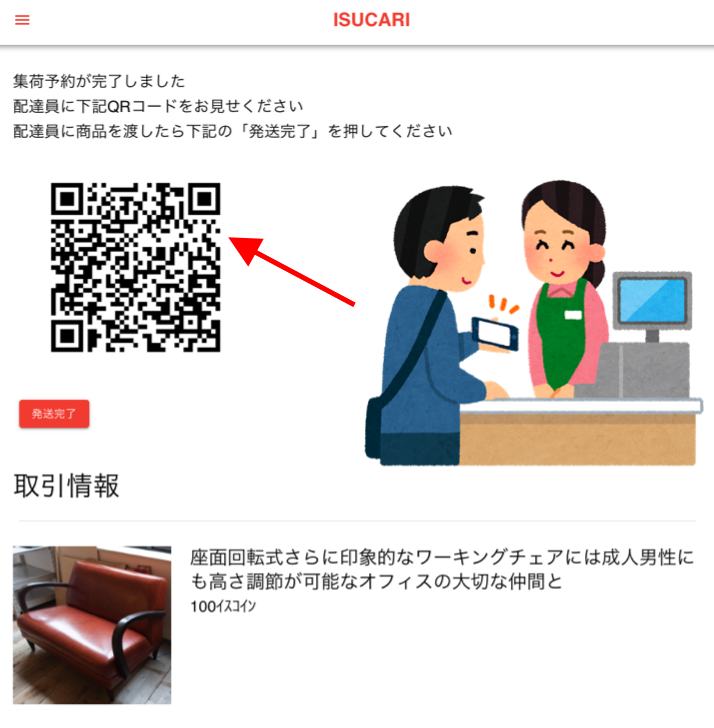 ISUCARI
集荷予約が完了しました
配達員に下記QRコードをお見せください
配達員に商品を渡したら下記の「発送完了」を押してください
発送完了
取引情報
座面回転式さらに印象的なワーキングチェアには成人男性に
も高さ調節が可能なオフィスの大切な仲間と
100ｲｽｺｲﾝ